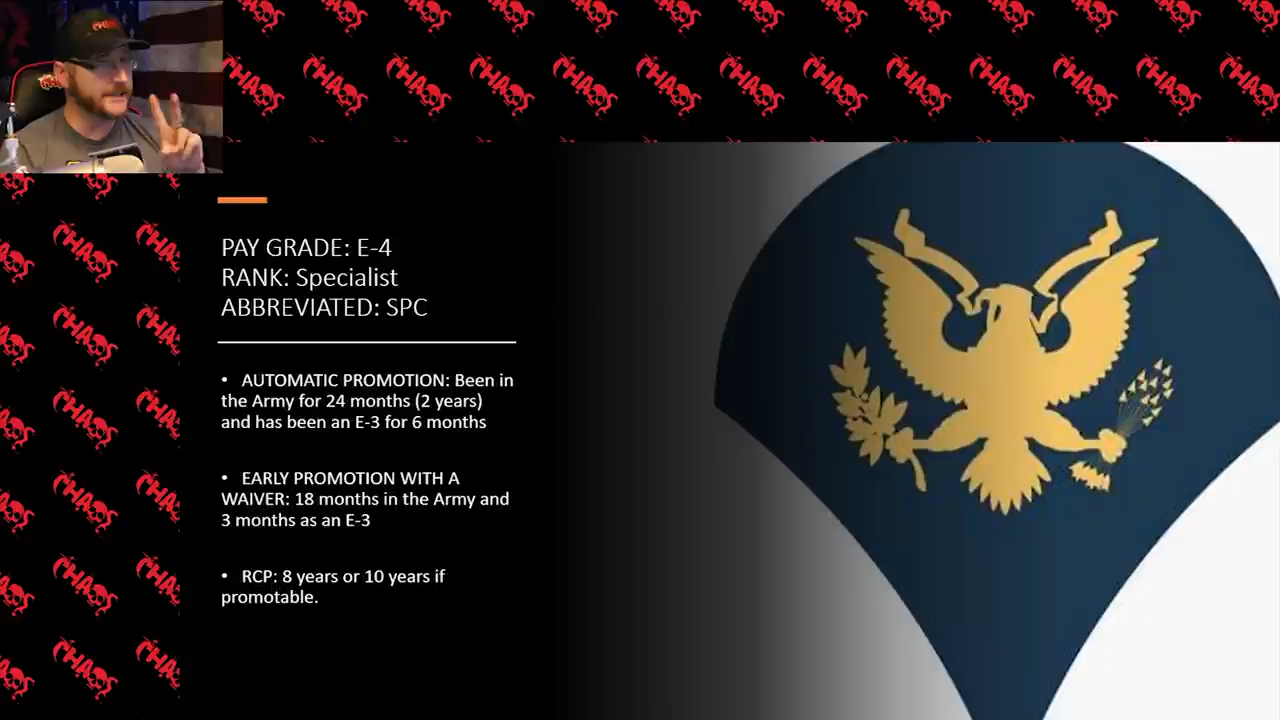 CHAOS
PAY GRADE: E-4
RANK: Specialist
ABBREVIATED: SPC
• AUTOMATIC PROMOTION: Been in
the Army for 24 months (2 years)
and has been an E-3 for 6 months
• EARLY PROMOTION WITH A
WAIVER: 18 months in the Army and
3 months as an E-3
• RCP: 8 years or 10 years if
promotable.